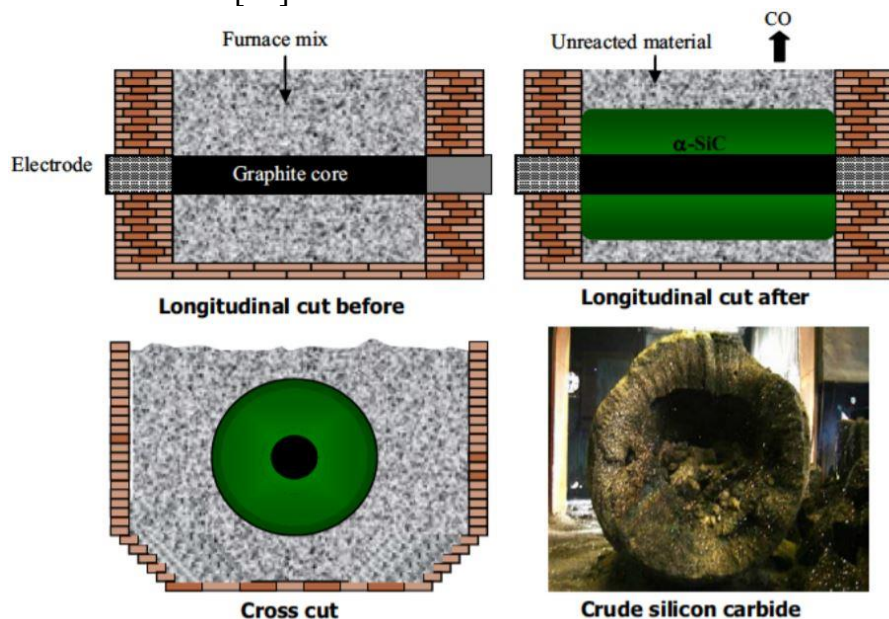 Furnace mix
Electrode
Graphite core
Longitudinal cut before
CO
Unreacted material
α-SiC
Longitudinal cut after
Cross cut
Crude silicon carbide